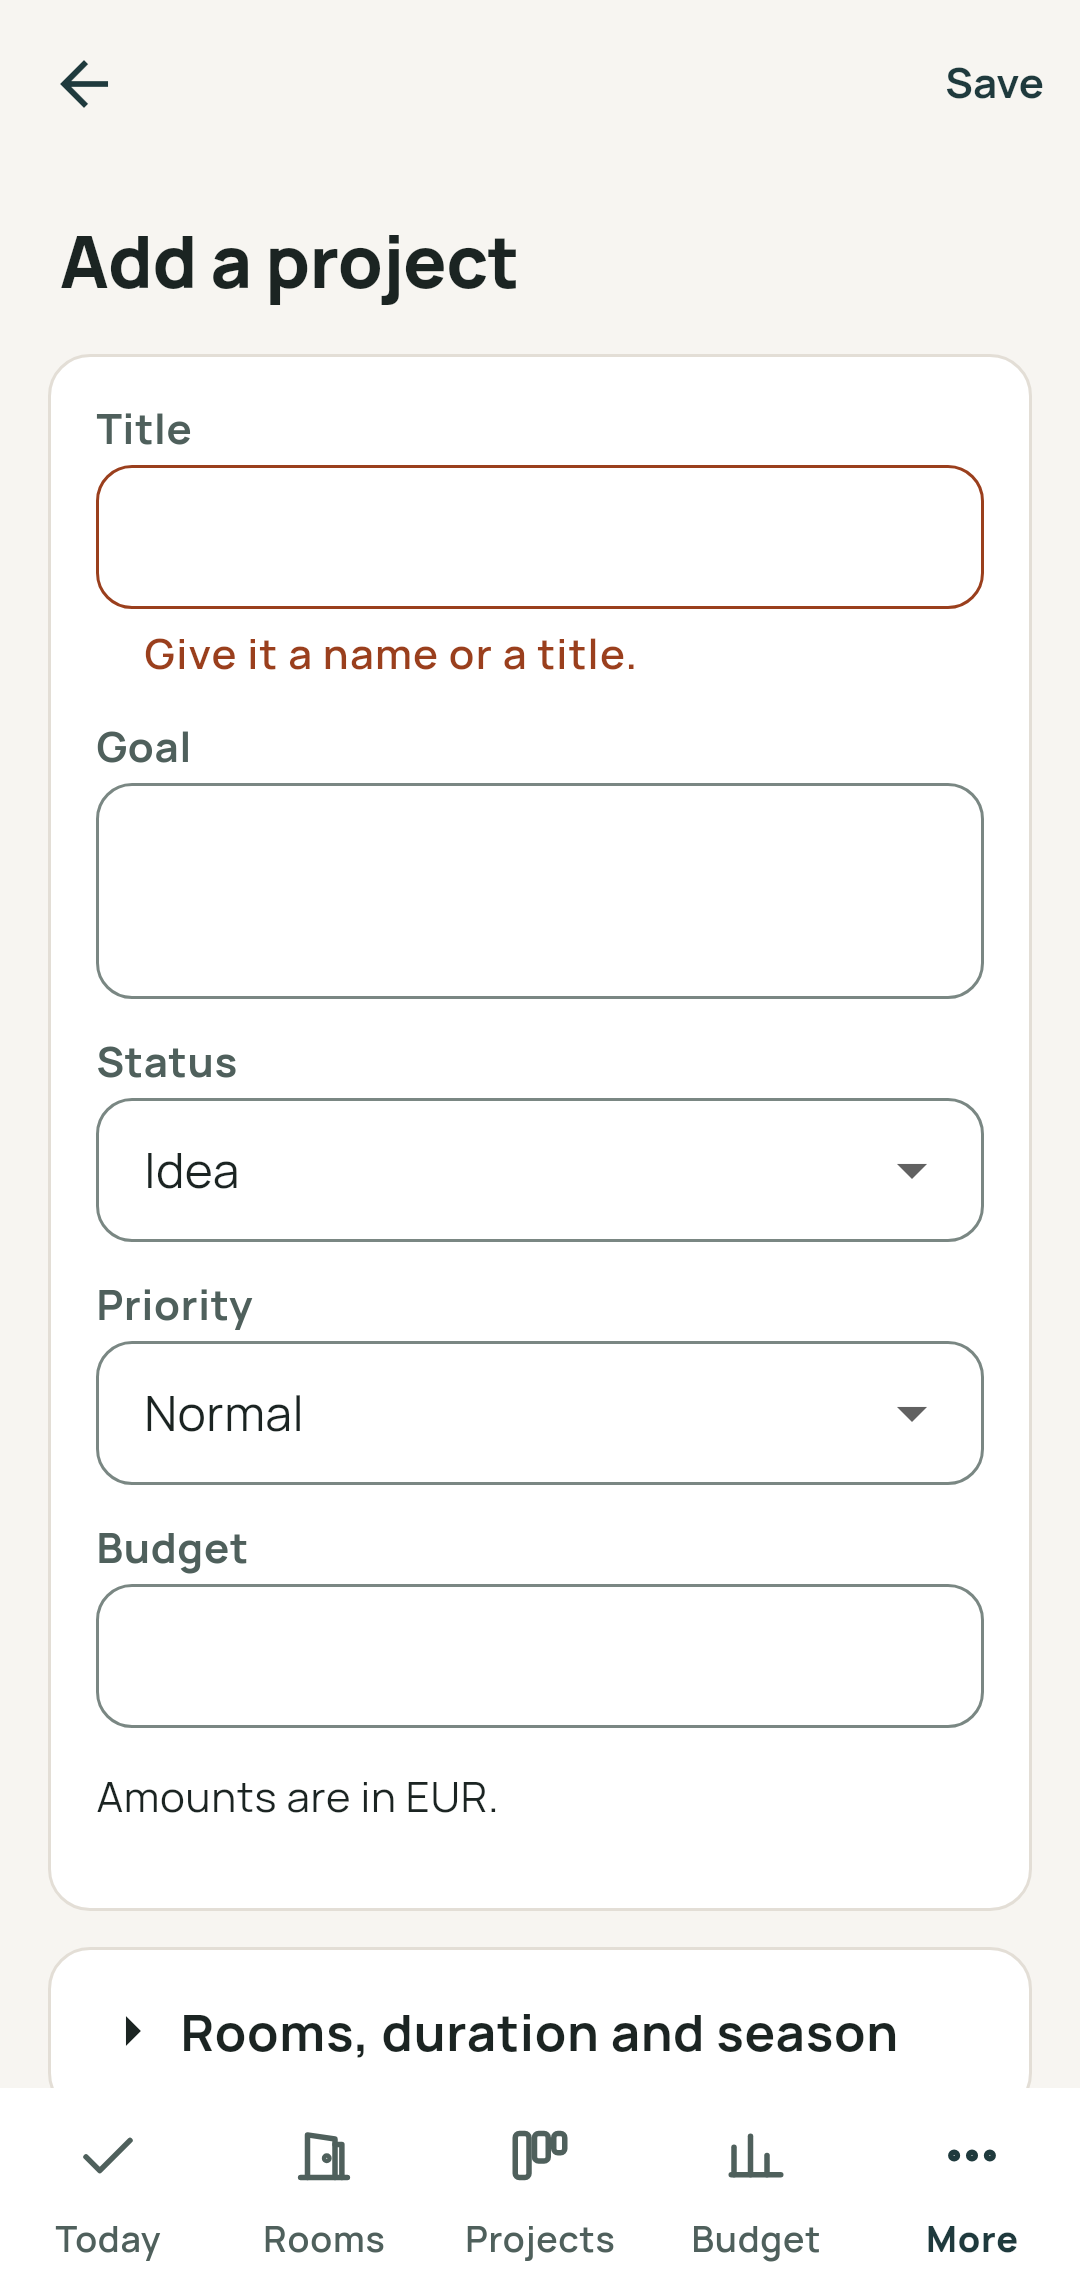 Save
Add a project
Title
Give it a name or a title.
Goal
Status
Idea
Priority
Normal
Budget
Amounts are in EUR.
Rooms, duration and season
Today
Rooms
Projects
Budget
More